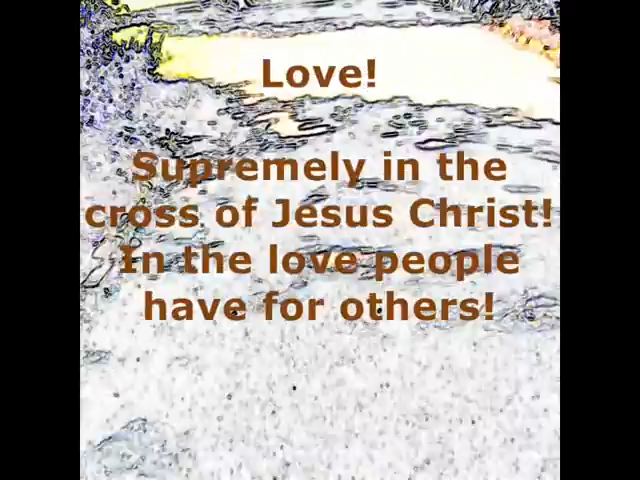 Love!
Supremely in the
cross of Jesus Christ!
In the love people
have for others!